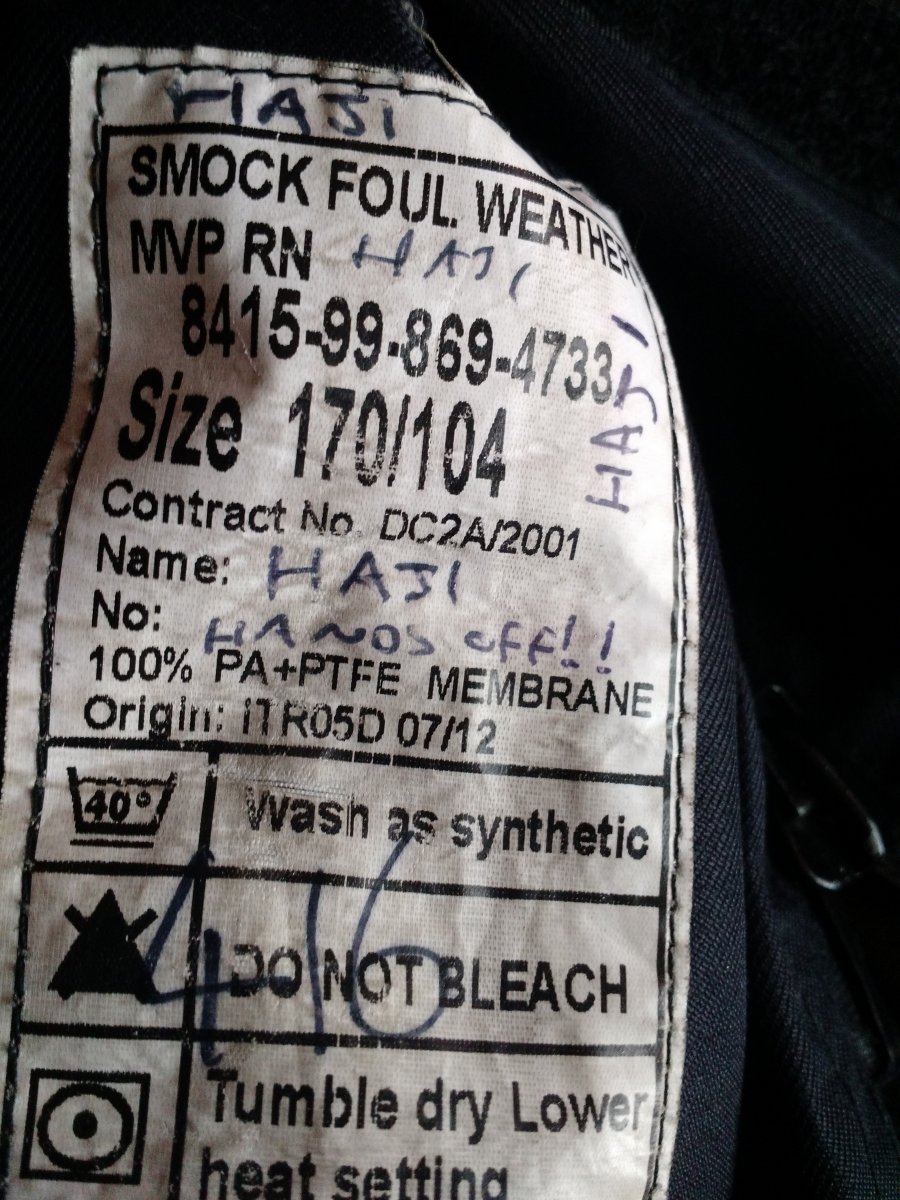 HAJI
SMOCK FOUL WEATHER
MVP RN HAJI
8415-99-869-4733
HAJI
Size 170/104
Contract No. DC2A/2001
Name: HAJI
No: HANDS OFF!!
100% PA+PTFE MEMBRANE
Origin: ITR05D 07/12
40° Wash as synthetic
416
DO NOT BLEACH
Tumble dry Lower
heat setting